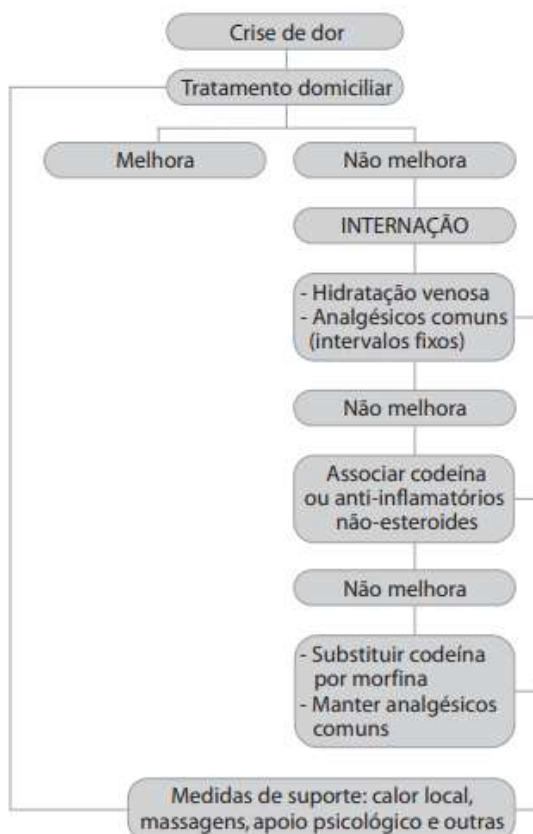 Crise de dor
Tratamento domiciliar
Melhora
Não melhora
INTERNAÇÃO
- Hidratação venosa
- Analgésicos comuns
(intervalos fixos)
Não melhora
Associar codeína
ou anti-inflamatórios
não-esteroides
Não melhora
- Substituir codeína
por morfina
- Manter analgésicos
comuns
Medidas de suporte: calor local,
massagens, apoio psicológico e outras